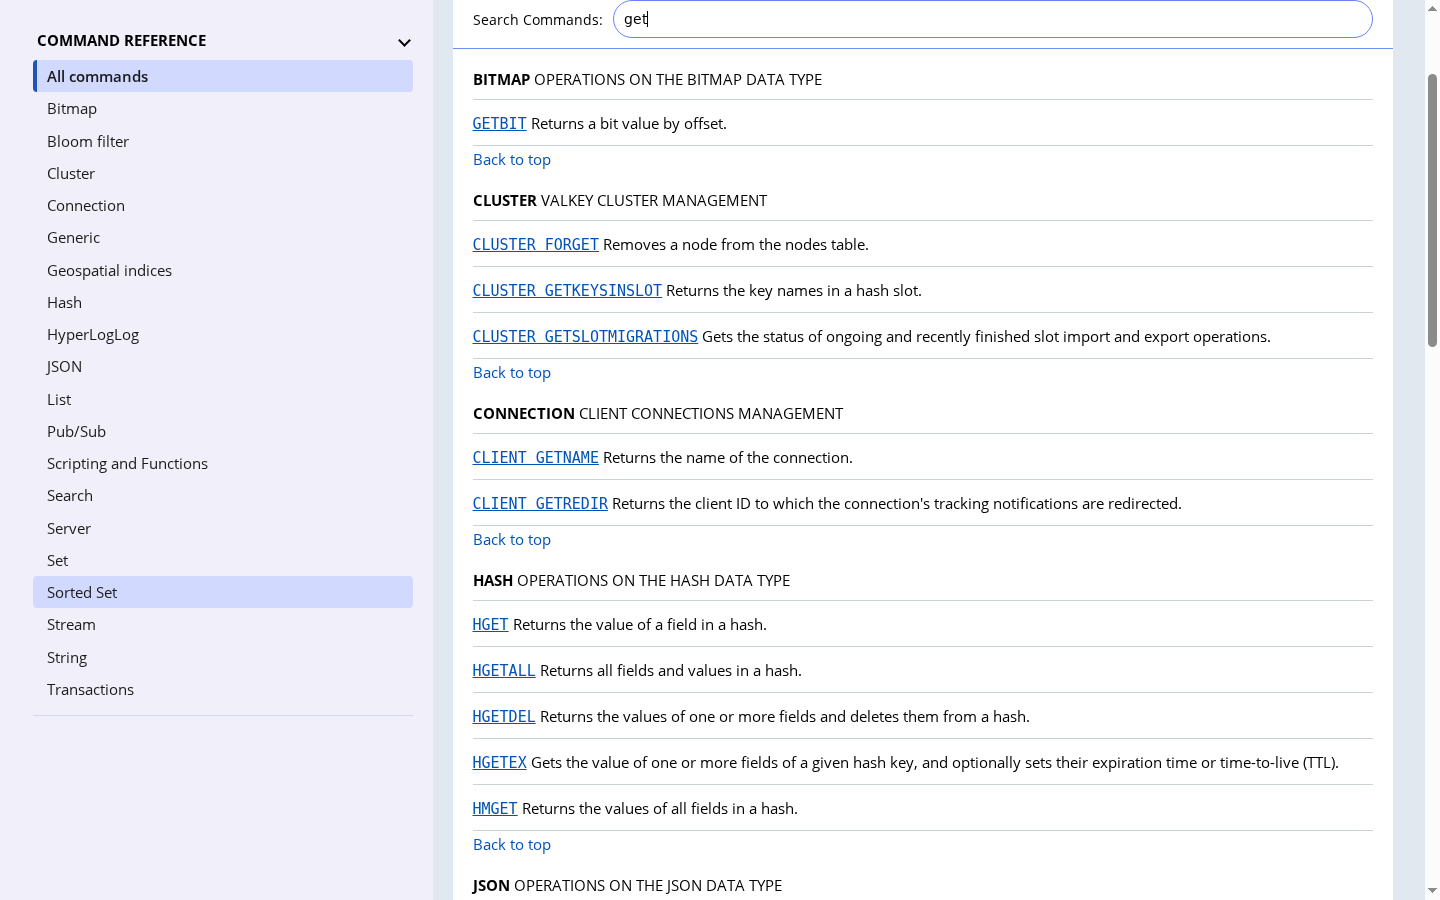 COMMAND REFERENCE
All commands
Bitmap
Bloom filter
Cluster
Connection
Generic
Geospatial indices
Hash
HyperLogLog
JSON
List
Pub/Sub
Scripting and Functions
Search
Server
Set
Sorted Set
Stream
String
Transactions
Search Commands: get
BITMAP OPERATIONS ON THE BITMAP DATA TYPE
GETBIT Returns a bit value by offset.
Back to top
CLUSTER VALKEY CLUSTER MANAGEMENT
CLUSTER FORGET Removes a node from the nodes table.
CLUSTER GETKEYSINSLOT Returns the key names in a hash slot.
CLUSTER GETSLOTMIGRATIONS Gets the status of ongoing and recently finished slot import and export operations.
Back to top
CONNECTION CLIENT CONNECTIONS MANAGEMENT
CLIENT GETNAME Returns the name of the connection.
CLIENT GETREDIR Returns the client ID to which the connection's tracking notifications are redirected.
Back to top
HASH OPERATIONS ON THE HASH DATA TYPE
HGET Returns the value of a field in a hash.
HGETALL Returns all fields and values in a hash.
HGETDEL Returns the values of one or more fields and deletes them from a hash.
HGETEX Gets the value of one or more fields of a given hash key, and optionally sets their expiration time or time-to-live (TTL).
HMGET Returns the values of all fields in a hash.
Back to top
JSON OPERATIONS ON THE JSON DATA TYPE